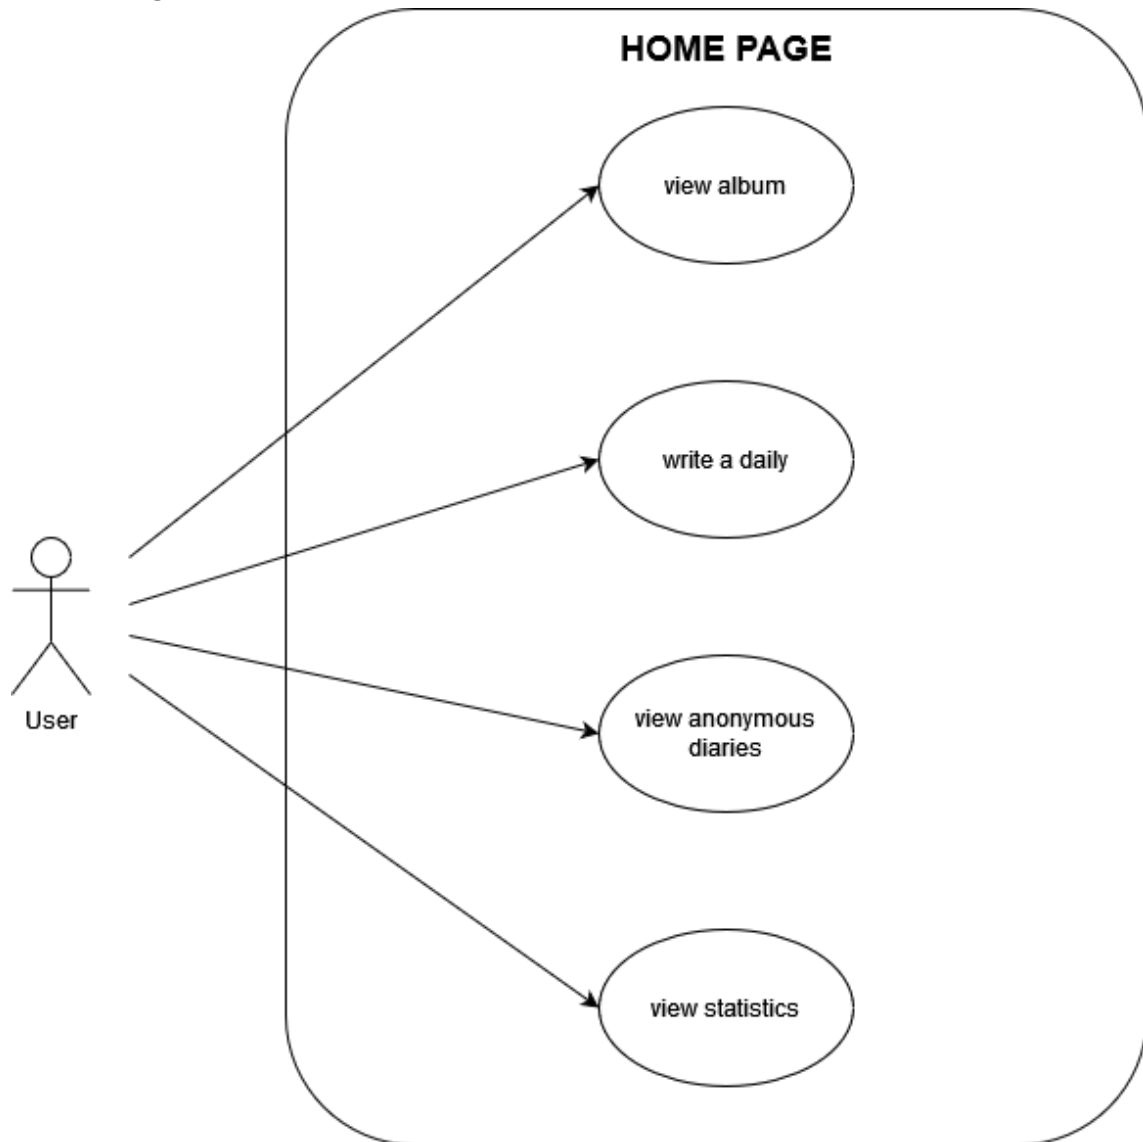 HOME PAGE
view album
write a daily
view anonymous
diaries
view statistics
User